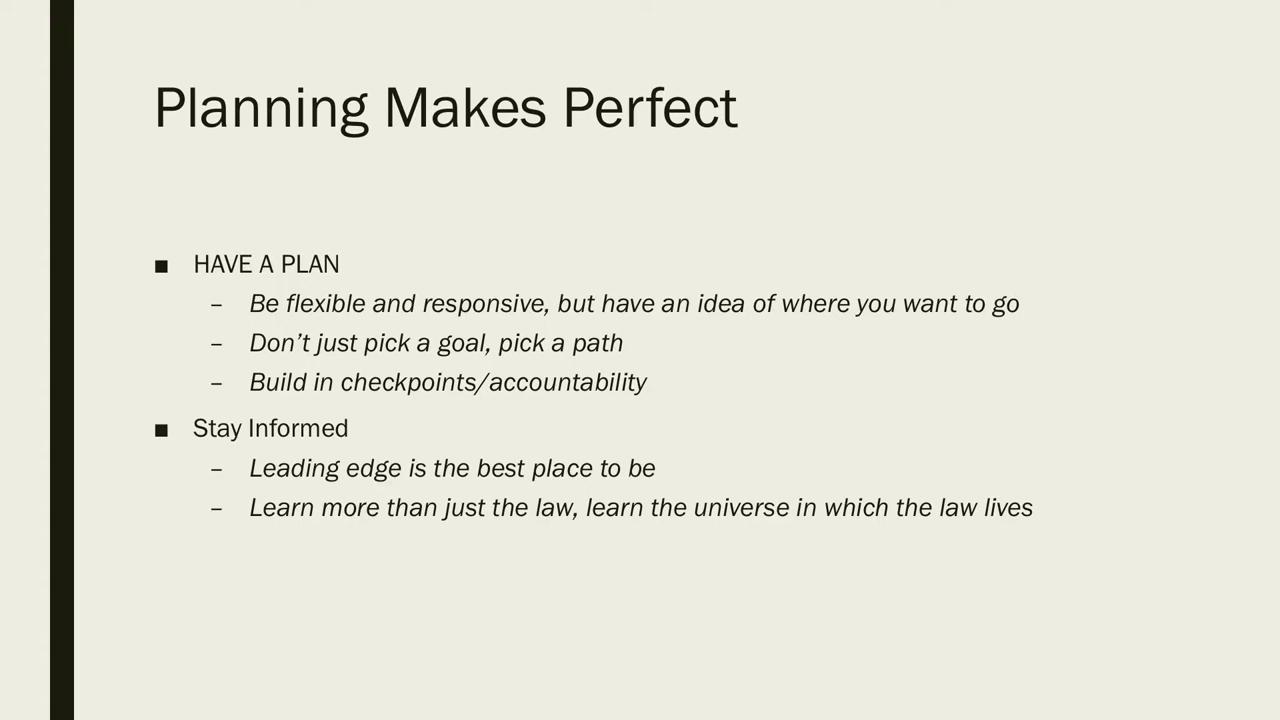 Planning Makes Perfect
■ HAVE A PLAN
– Be flexible and responsive, but have an idea of where you want to go
– Don’t just pick a goal, pick a path
– Build in checkpoints/accountability
■ Stay Informed
– Leading edge is the best place to be
– Learn more than just the law, learn the universe in which the law lives